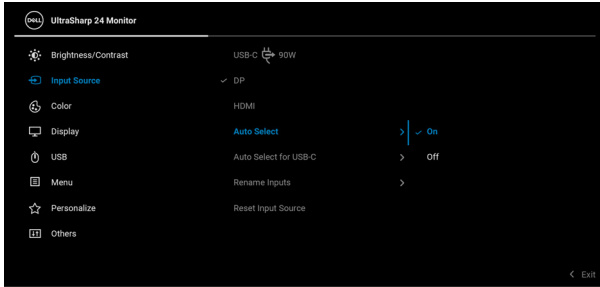 DELL UltraSharp 24 Monitor
Brightness/Contrast USB-C 90W
Input Source ✓ DP
Color HDMI
Display Auto Select > ✓ On
USB Auto Select for USB-C > Off
Menu Rename Inputs >
Personalize Reset Input Source
Others
< Exit